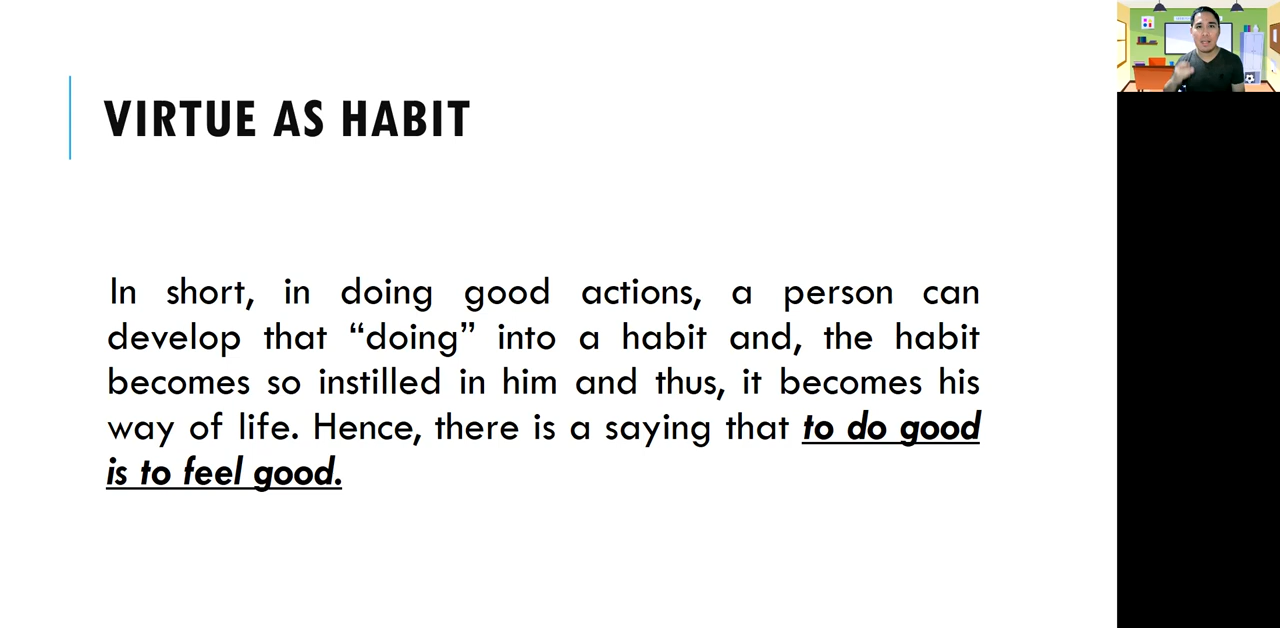 VIRTUE AS HABIT
In short, in doing good actions, a person can
develop that “doing” into a habit and, the habit
becomes so instilled in him and thus, it becomes his
way of life. Hence, there is a saying that to do good
is to feel good.